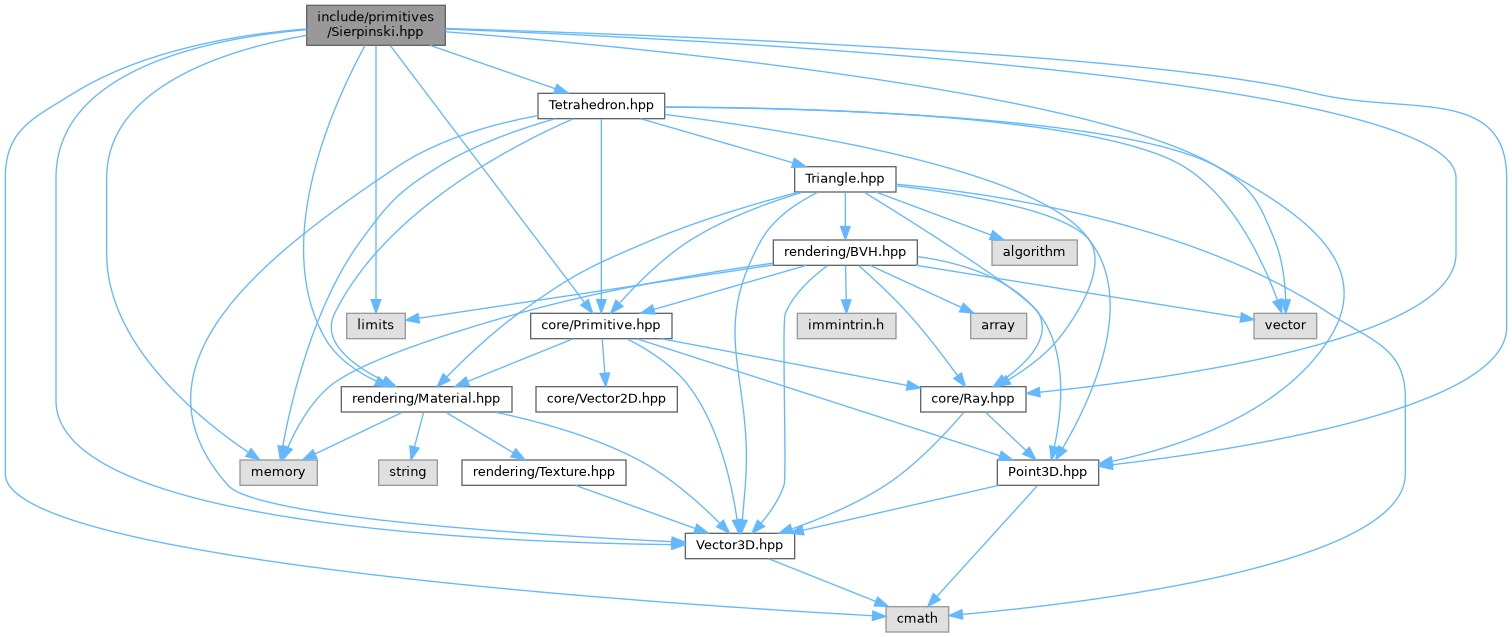 include/primitives
/Sierpinski.hpp
Tetrahedron.hpp
Triangle.hpp
rendering/BVH.hpp
algorithm
limits
core/Primitive.hpp
immintrin.h
array
vector
rendering/Material.hpp
core/Vector2D.hpp
core/Ray.hpp
memory
string
rendering/Texture.hpp
Point3D.hpp
Vector3D.hpp
cmath